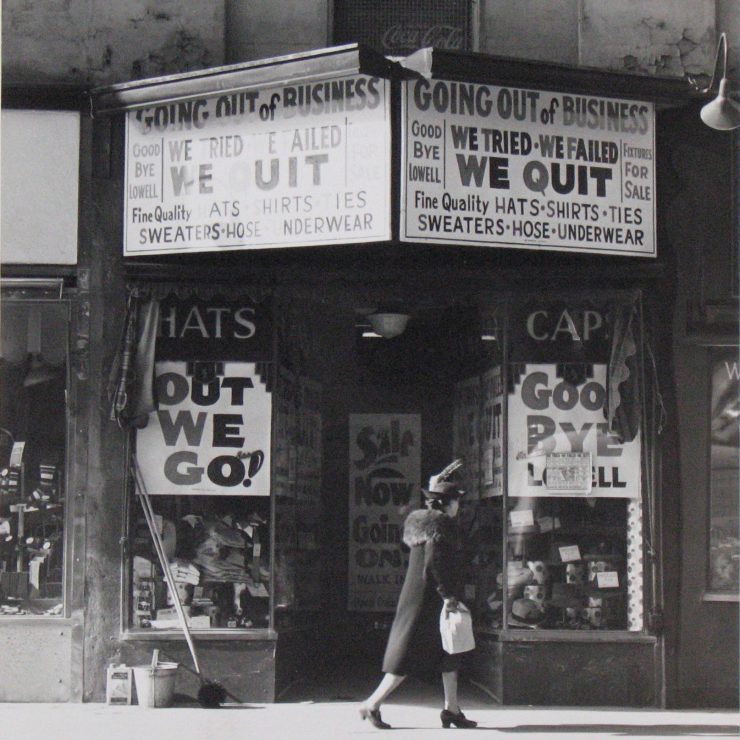 Coca-Cola
GOING OUT of BUSINESS
GOOD BYE LOWELL
WE TRIED WE FAILED
WE QUIT
FOR SALE
Fine Quality HATS SHIRTS TIES
SWEATERS • HOSE UNDERWEAR
GOING OUT of BUSINESS
GOOD BYE LOWELL
WE TRIED • WE FAILED
WE QUIT
FIXTURES FOR SALE
Fine Quality HATS • SHIRTS • TIES
SWEATERS • HOSE • UNDERWEAR
HATS
CAPS
OUT
WE
GO!
Sale
Now
Going
ON!
WALK IN
GOOD
BYE
LOWELL
OUT
W